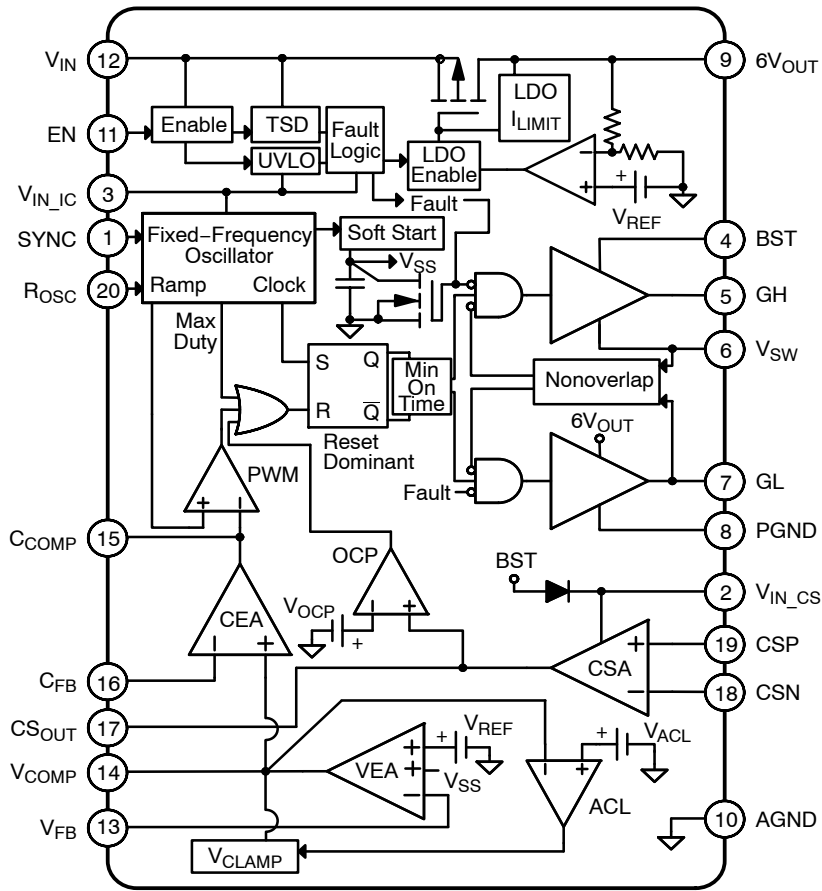 V_IN 12
9 6V_OUT
LDO
I_LIMIT
EN 11
Enable
TSD
Fault
Logic
UVLO
LDO
Enable
−
+
+
V_REF
V_IN_IC 3
Fault
SYNC 1
Fixed−Frequency
Oscillator
Ramp Clock
Soft Start
V_SS
4 BST
R_OSC 20
5 GH
Max
Duty
6 V_SW
S Q
R Q̅
Min
On
Time
Nonoverlap
Reset
Dominant
6V_OUT
PWM
+ −
Fault
7 GL
8 PGND
C_COMP 15
OCP
− +
V_OCP
+
BST
2 V_IN_CS
CEA
− +
CSA
+
−
19 CSP
18 CSN
C_FB 16
CS_OUT 17
V_COMP 14
VEA
+
+
−
+
V_REF
V_SS
− +
ACL
+
V_ACL
V_FB 13
10 AGND
V_CLAMP